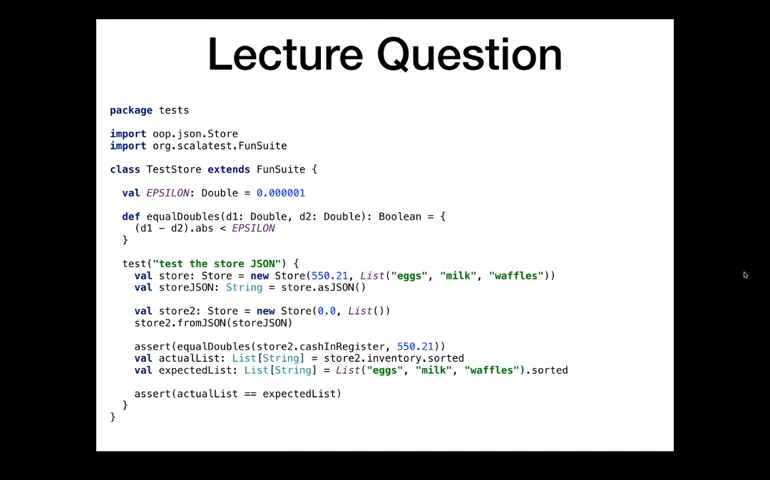 Lecture Question
package tests
import oop.json.Store
import org.scalatest.FunSuite
class TestStore extends FunSuite {
val EPSILON: Double = 0.000001
def equalDoubles(d1: Double, d2: Double): Boolean = {
(d1 - d2).abs < EPSILON
}
test("test the store JSON") {
val store: Store = new Store(550.21, List("eggs", "milk", "waffles"))
val storeJSON: String = store.asJSON()
val store2: Store = new Store(0.0, List())
store2.fromJSON(storeJSON)
assert(equalDoubles(store2.cashInRegister, 550.21))
val actualList: List[String] = store2.inventory.sorted
val expectedList: List[String] = List("eggs", "milk", "waffles").sorted
assert(actualList == expectedList)
}
}